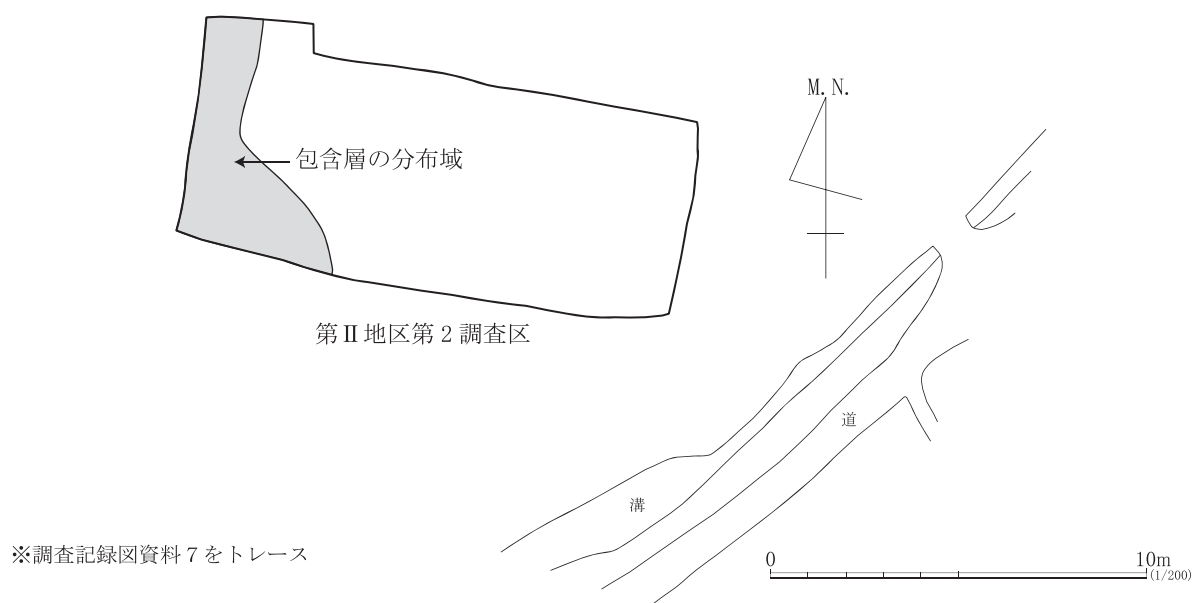 M.N.
包含層の分布域
第Ⅱ地区第2調査区
道
溝
※調査記録図資料7をトレース
0 10m
(1/200)